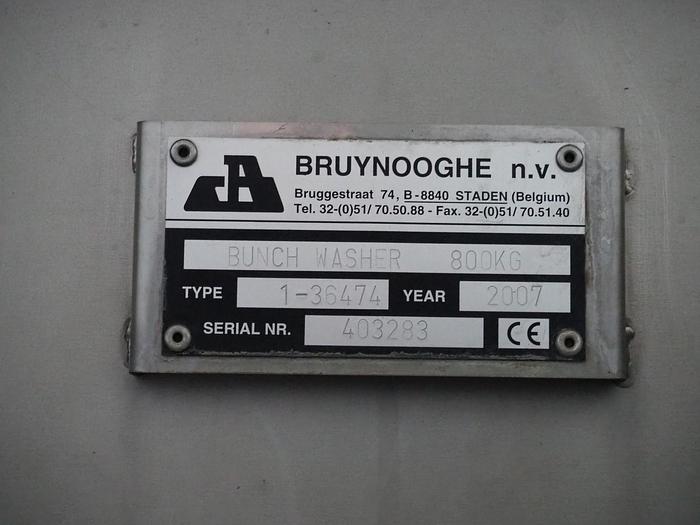 BRUYNOOGHE n.v.
Bruggestraat 74, B-8840 STADEN (Belgium)
Tel. 32-(0)51/ 70.50.88 - Fax. 32-(0)51/ 70.51.40
BUNCH WASHER 800KG
TYPE 1-36474 YEAR 2007
SERIAL NR. 403283 CE